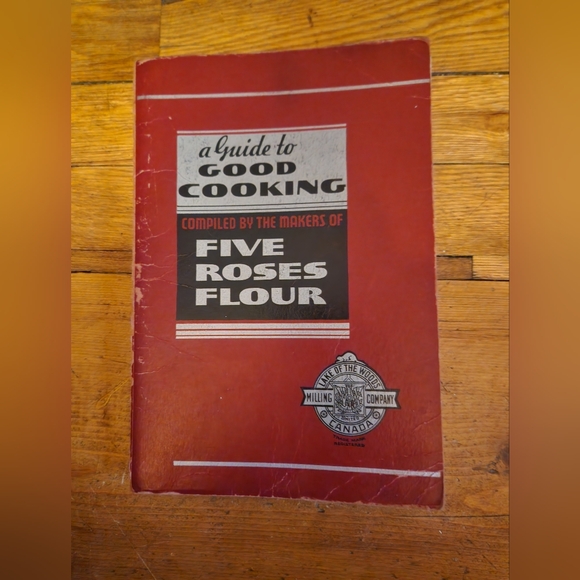 a Guide to
GOOD
COOKING
COMPILED BY THE MAKERS OF
FIVE
ROSES
FLOUR
LAKE OF THE WOODS
MILLING COMPANY
CANADA